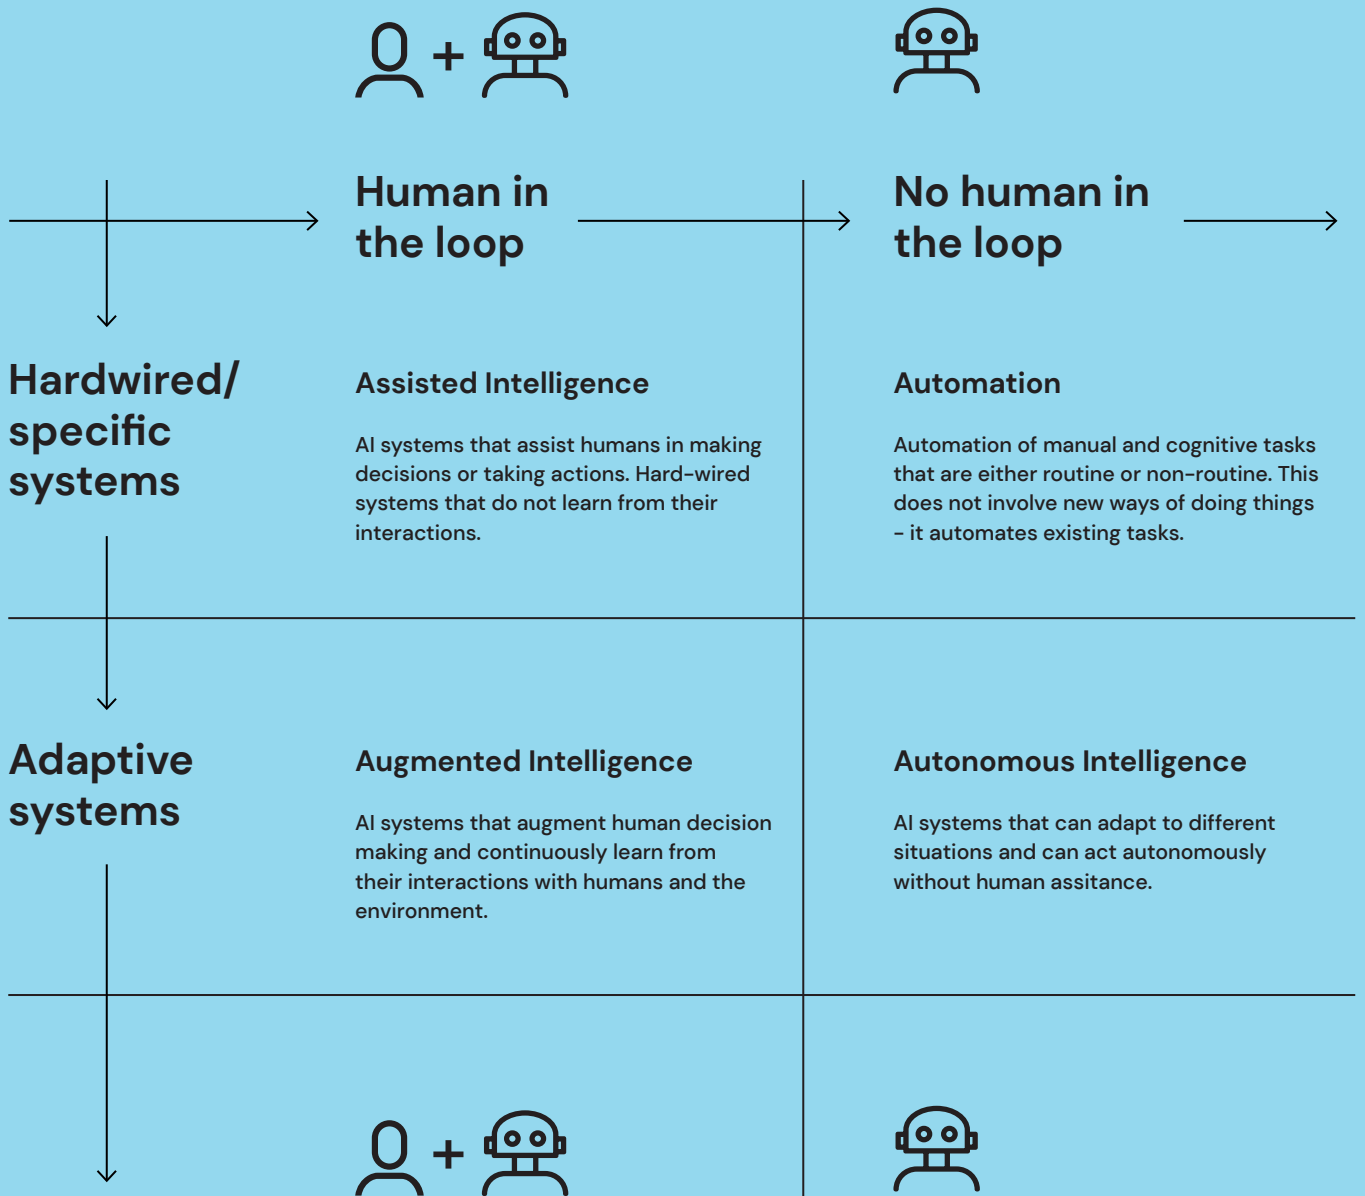 Human in
the loop
No human in
the loop
Hardwired/
specific
systems
Assisted Intelligence
AI systems that assist humans in making
decisions or taking actions. Hard-wired
systems that do not learn from their
interactions.
Automation
Automation of manual and cognitive tasks
that are either routine or non-routine. This
does not involve new ways of doing things
- it automates existing tasks.
Adaptive
systems
Augmented Intelligence
AI systems that augment human decision
making and continuously learn from
their interactions with humans and the
environment.
Autonomous Intelligence
AI systems that can adapt to different
situations and can act autonomously
without human assitance.